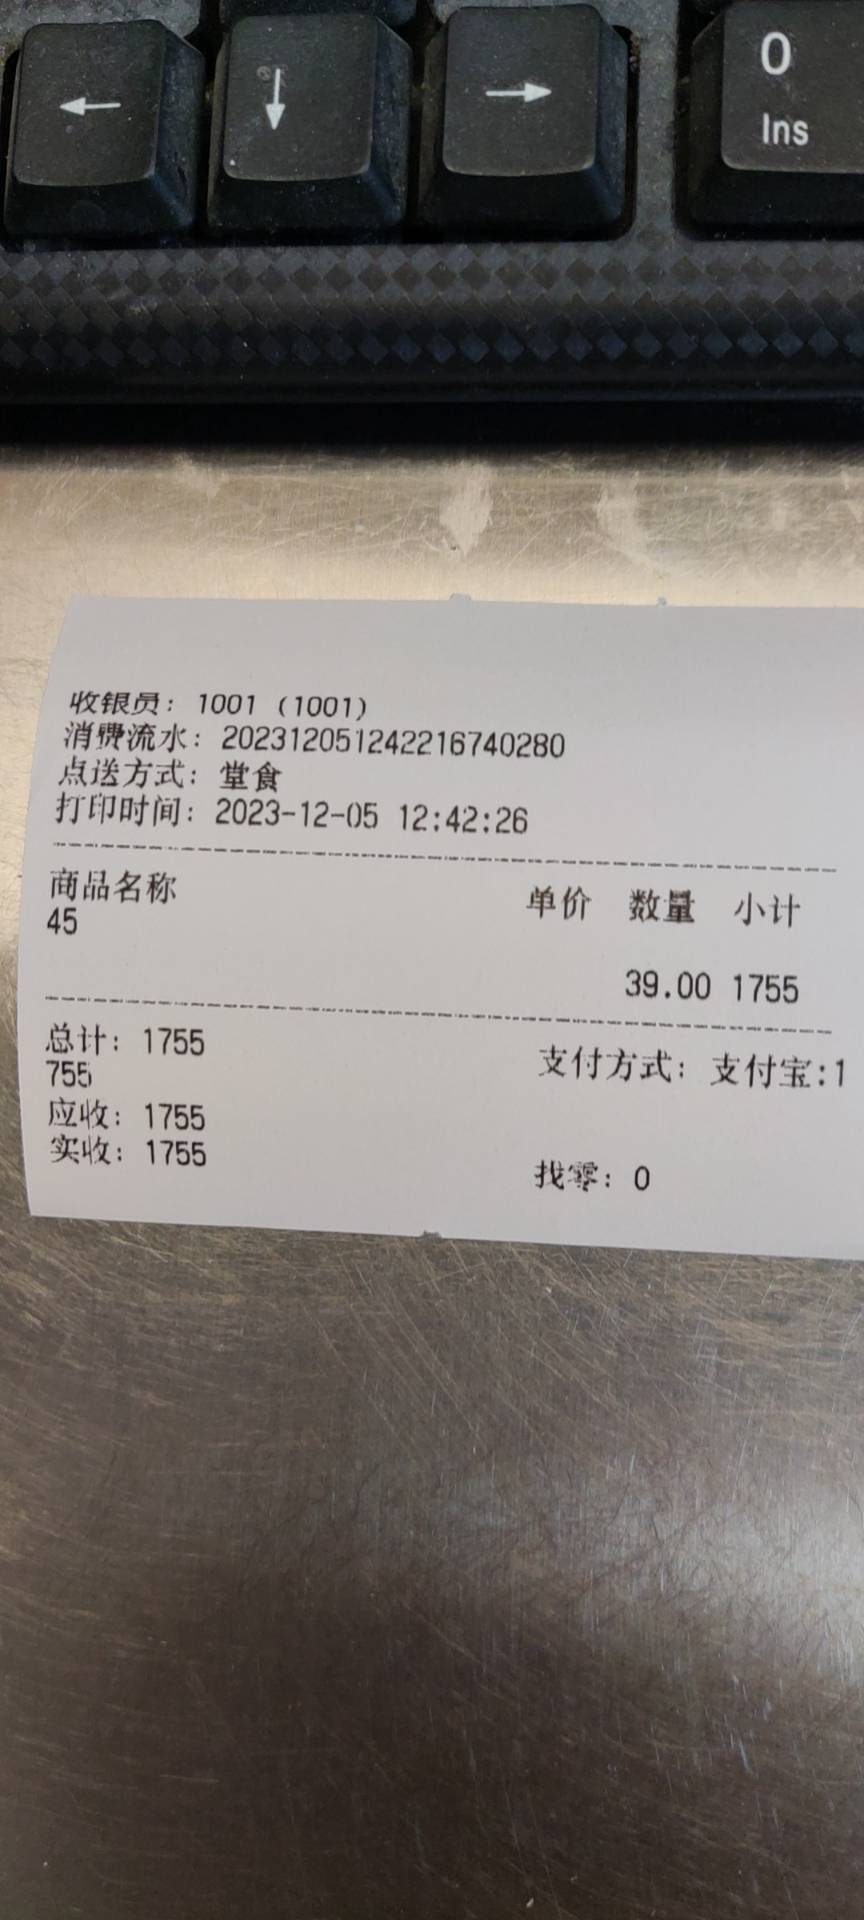 ←
↓
→
0
Ins
收银员: 1001 (1001)
消费流水: 2023120512422167​40280
点送方式: 堂食
打印时间: 2023-12-05 12:42:26
商品名称 单价 数量 小计
45
39.00 1755
总计: 1755 支付方式: 支付宝:1
755
应收: 1755
实收: 1755 找零: 0